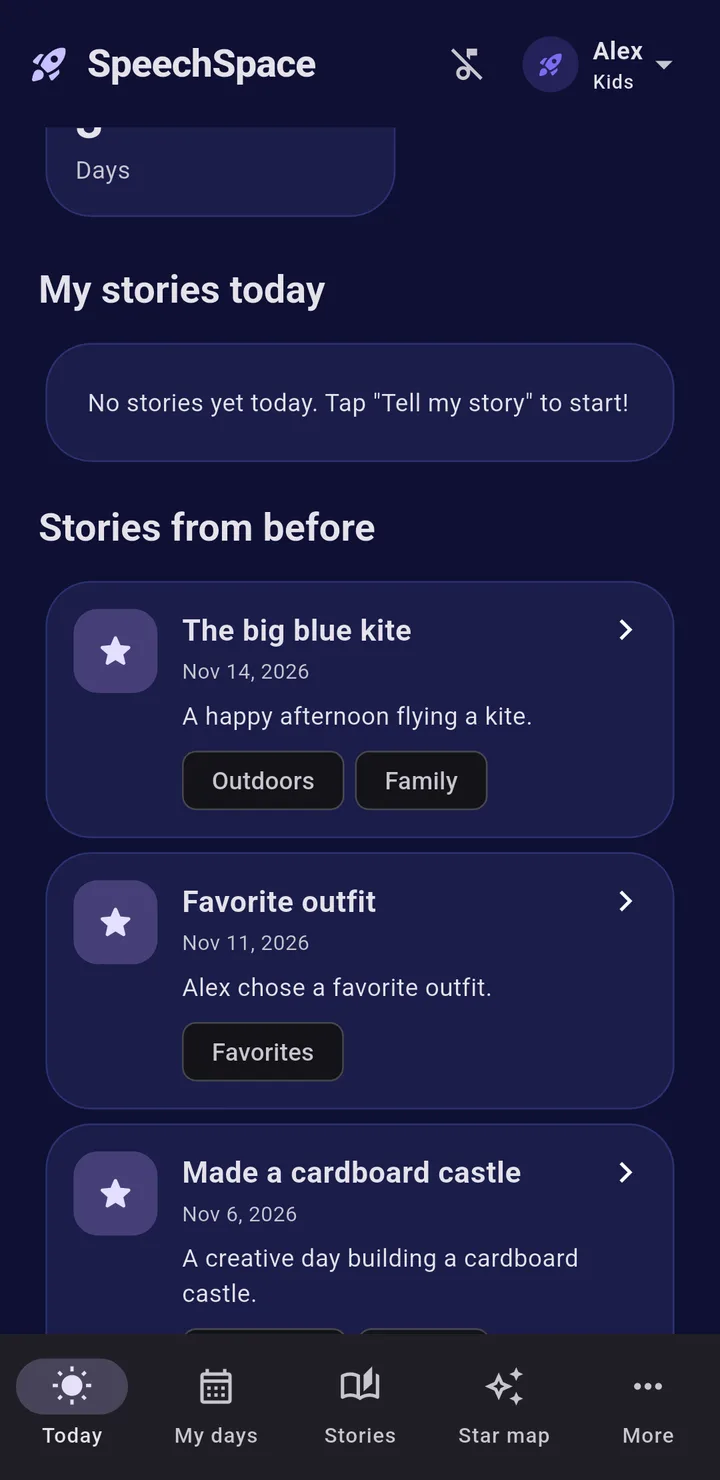 SpeechSpace
Alex
Kids
Days
My stories today
No stories yet today. Tap "Tell my story" to start!
Stories from before
The big blue kite
Nov 14, 2026
A happy afternoon flying a kite.
Outdoors
Family
Favorite outfit
Nov 11, 2026
Alex chose a favorite outfit.
Favorites
Made a cardboard castle
Nov 6, 2026
A creative day building a cardboard
castle.
Today
My days
Stories
Star map
More